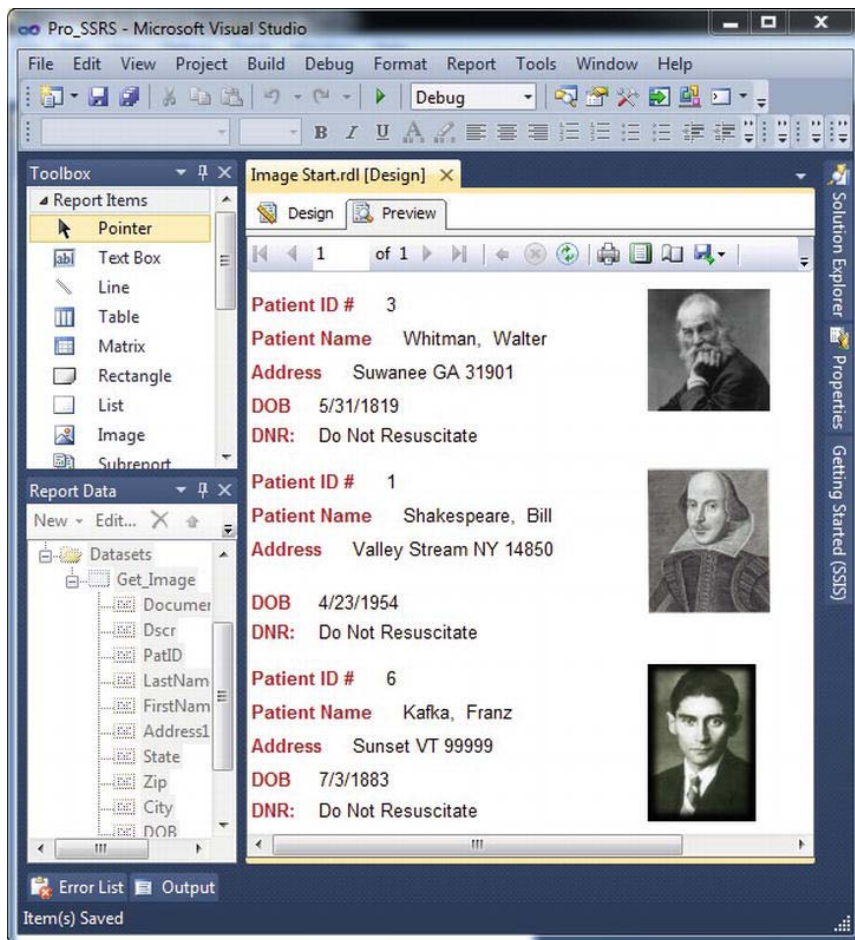 Pro_SSRS - Microsoft Visual Studio
File Edit View Project Build Debug Format Report Tools Window Help
Debug
B I U A
Toolbox
Report Items
Pointer
ab| Text Box
Line
Table
Matrix
Rectangle
List
Image
Subreport
Report Data
New Edit...
Datasets
Get_Image
Documen
Dscr
PatID
LastNam
FirstNam
Address1
State
Zip
City
DOB
Image Start.rdl [Design]
Design Preview
1 of 1
Patient ID # 3
Patient Name Whitman, Walter
Address Suwanee GA 31901
DOB 5/31/1819
DNR: Do Not Resuscitate
Patient ID # 1
Patient Name Shakespeare, Bill
Address Valley Stream NY 14850
DOB 4/23/1954
DNR: Do Not Resuscitate
Patient ID # 6
Patient Name Kafka, Franz
Address Sunset VT 99999
DOB 7/3/1883
DNR: Do Not Resuscitate
Solution Explorer
Properties
Getting Started (SSIS)
Error List Output
Item(s) Saved